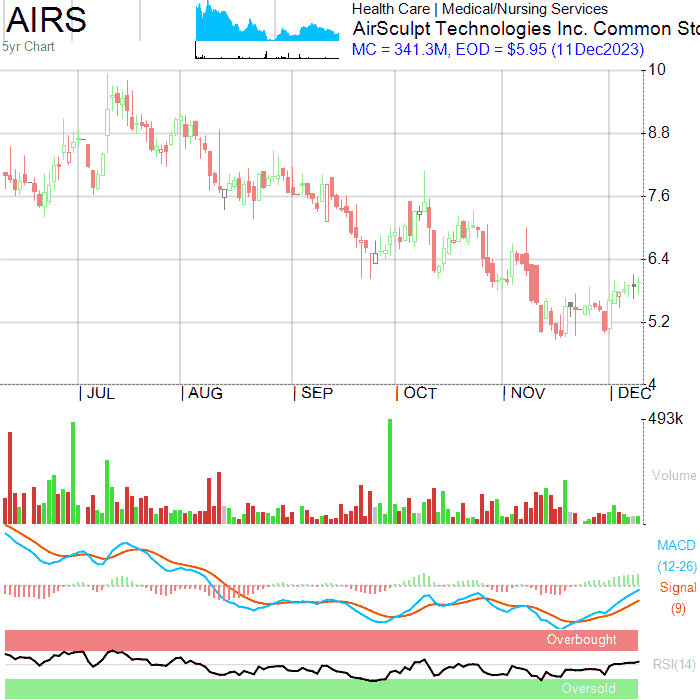 AIRS
5yr Chart
Health Care | Medical/Nursing Services
AirSculpt Technologies Inc. Common Sto
MC = 341.3M, EOD = $5.95 (11Dec2023)
10
8.8
7.6
6.4
5.2
4
JUL
AUG
SEP
OCT
NOV
DEC
493k
Volume
MACD
(12-26)
Signal
(9)
Overbought
RSI(14)
Oversold